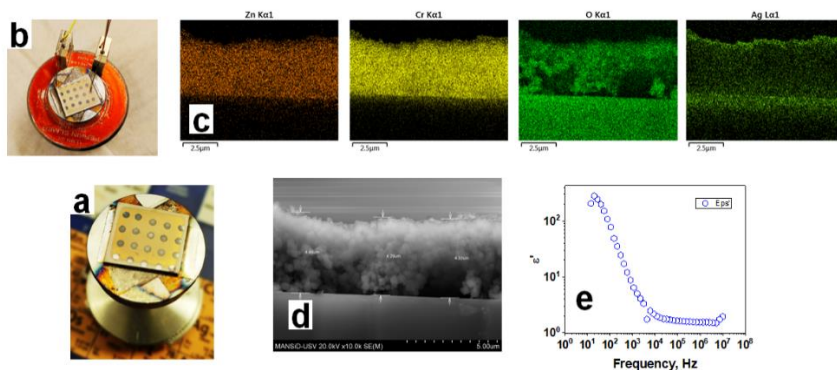 b
Zn Kα1
Cr Kα1
O Kα1
Ag Lα1
c
2.5μm
2.5μm
2.5μm
2.5μm
a
d
MANSiD-USV 20.0kV x10.0k SE(M)
5.00um
ε'
10²
10¹
10⁰
Eps'
e
10⁰ 10¹ 10² 10³ 10⁴ 10⁵ 10⁶ 10⁷ 10⁸
Frequency, Hz